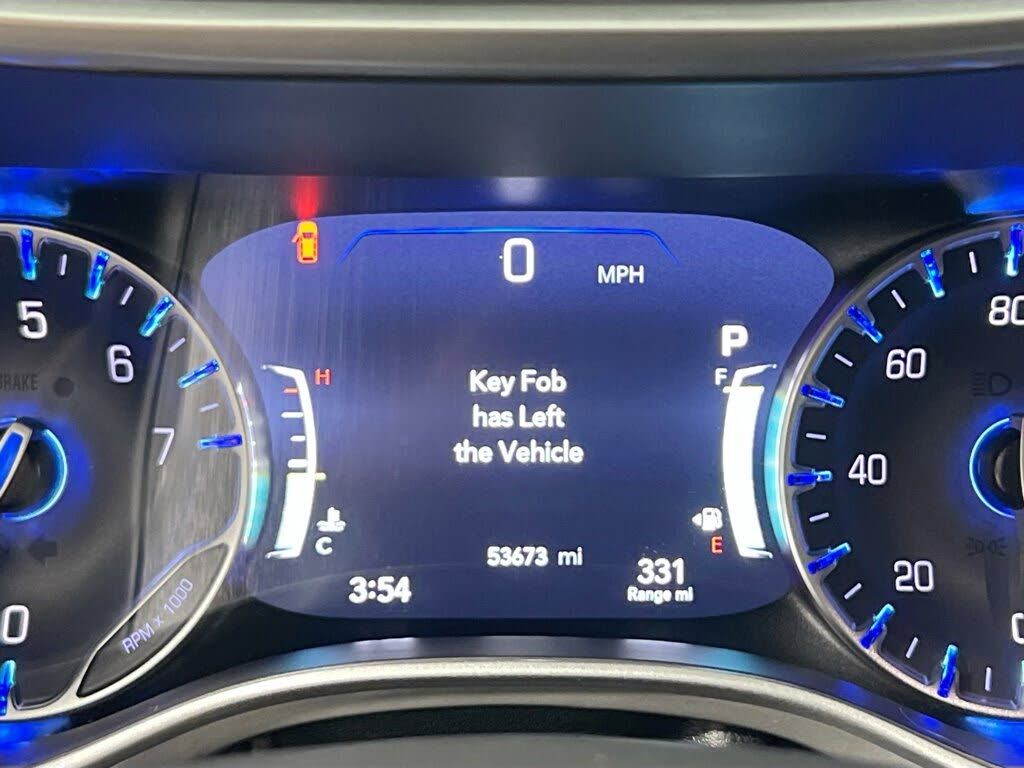 0 MPH
P
5
6
7
0
BRAKE
RPM x 1000
H
C
Key Fob
has Left
the Vehicle
F
E
53673 mi
3:54
331
Range mi
80
60
40
20
0